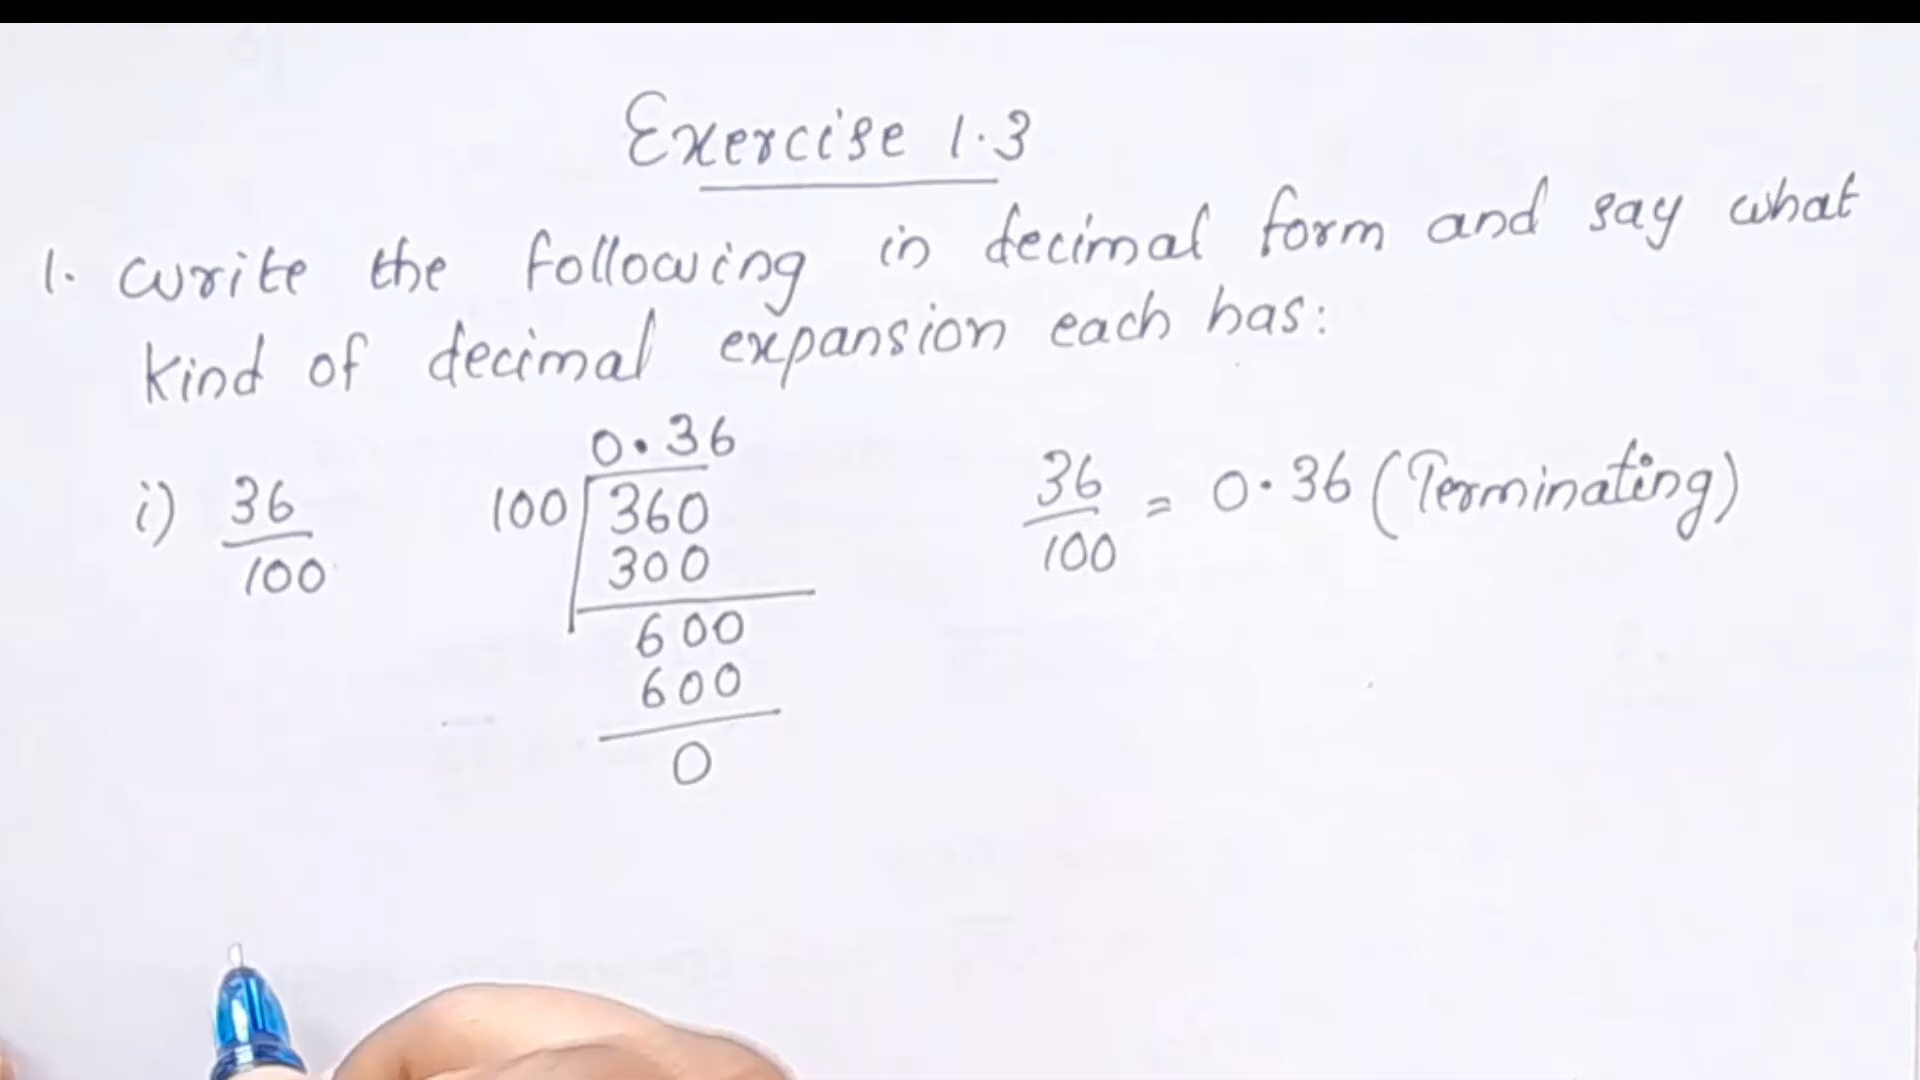 Exercise 1.3
1. write the following in decimal form and say what
kind of decimal expansion each has:
i) 36/100
0.36
100 360
300
600
600
0
36/100 = 0.36 (Terminating)